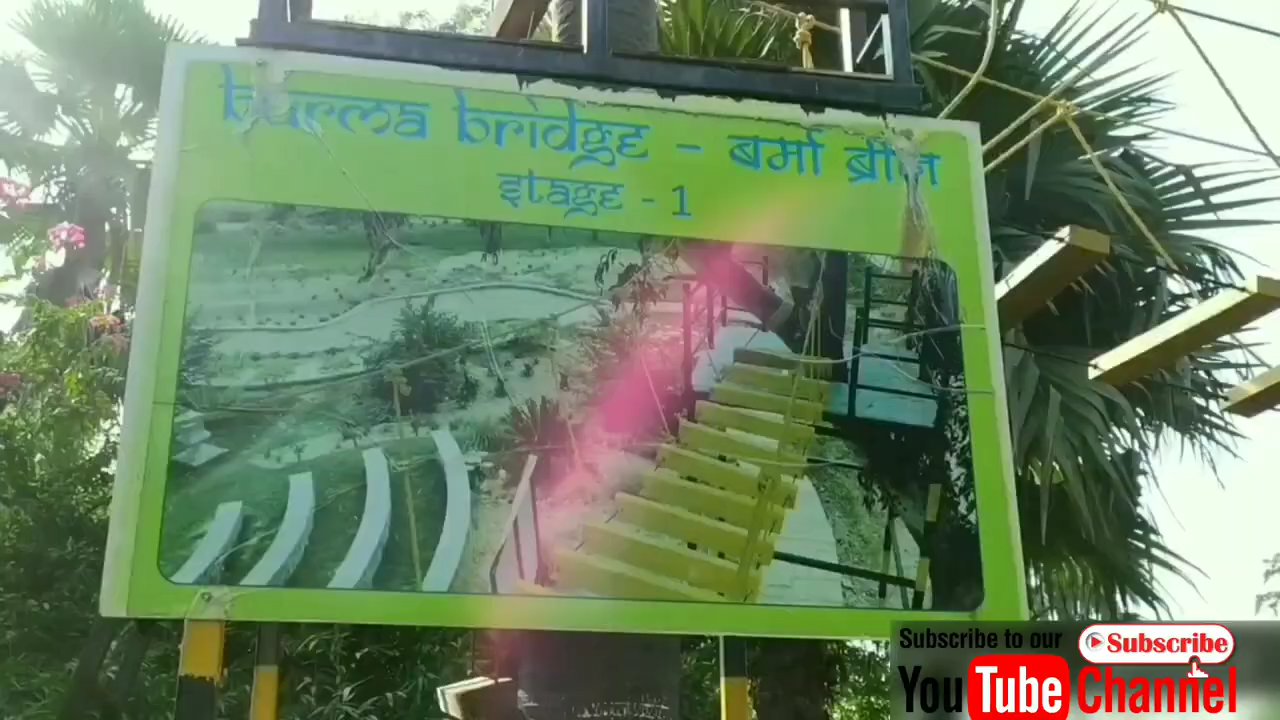 burma bridge - बर्मा ब्रीज
stage - 1
Subscribe to our
Subscribe
YouTube Channel